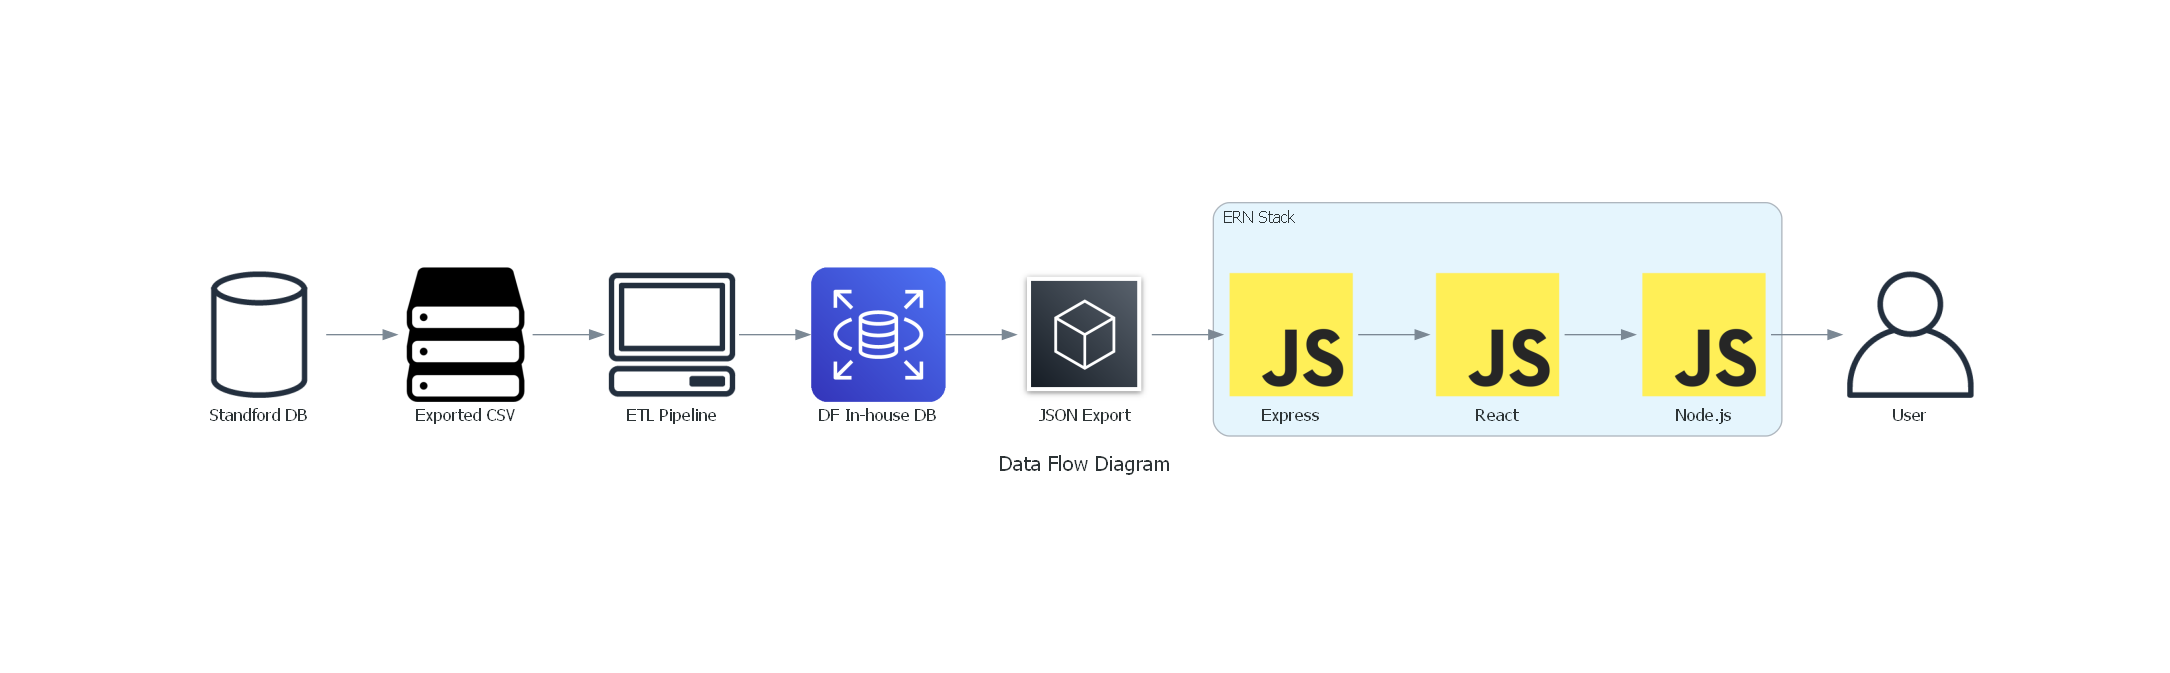 ERN Stack
JS
JS
JS
Standford DB
Exported CSV
ETL Pipeline
DF In-house DB
JSON Export
Express
React
Node.js
User
Data Flow Diagram